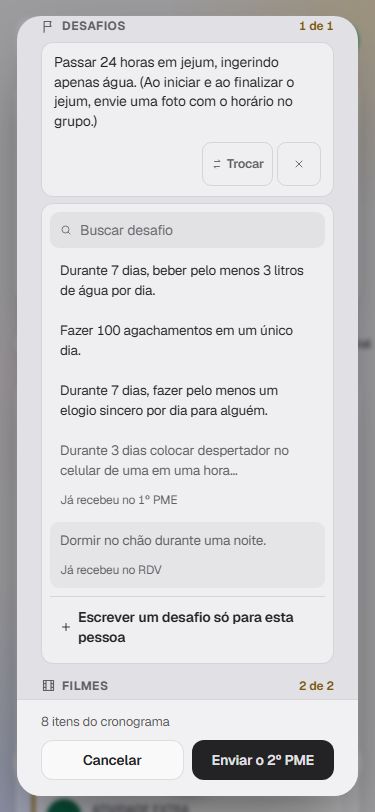 DESAFIOS 1 de 1
Passar 24 horas em jejum, ingerindo
apenas água. (Ao iniciar e ao finalizar o
jejum, envie uma foto com o horário no
grupo.)
Trocar
Buscar desafio
Durante 7 dias, beber pelo menos 3 litros
de água por dia.
Fazer 100 agachamentos em um único
dia.
Durante 7 dias, fazer pelo menos um
elogio sincero por dia para alguém.
Durante 3 dias colocar despertador no
celular de uma em uma hora...
Já recebeu no 1º PME
Dormir no chão durante uma noite.
Já recebeu no RDV
Escrever um desafio só para esta
pessoa
FILMES 2 de 2
8 itens do cronograma
Cancelar Enviar o 2º PME